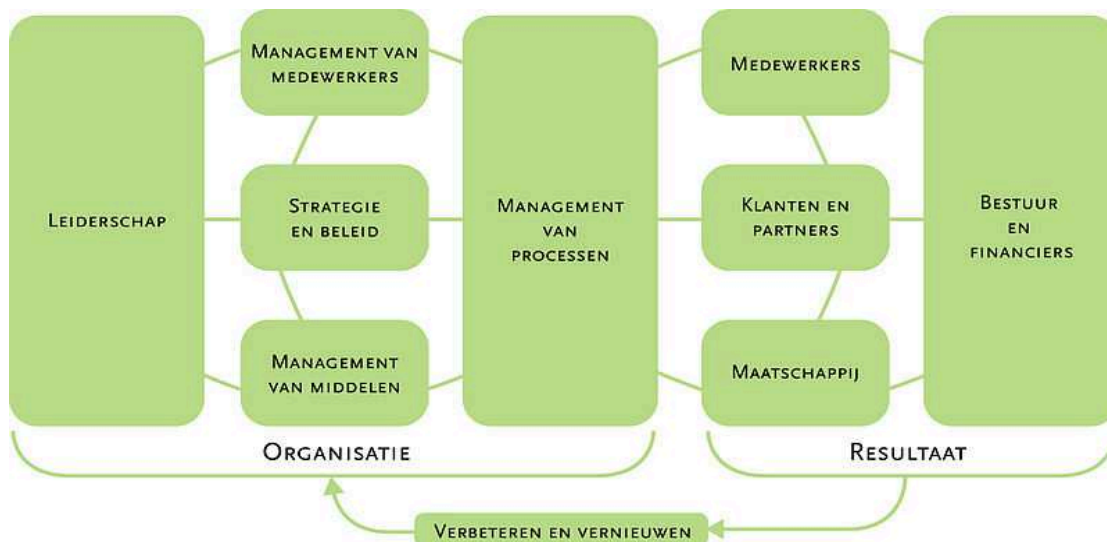 Leiderschap
Management van
medewerkers
Strategie
en beleid
Management
van middelen
Management
van
processen
Medewerkers
Klanten en
partners
Maatschappij
Bestuur
en
financiers
Organisatie
Resultaat
Verbeteren en vernieuwen